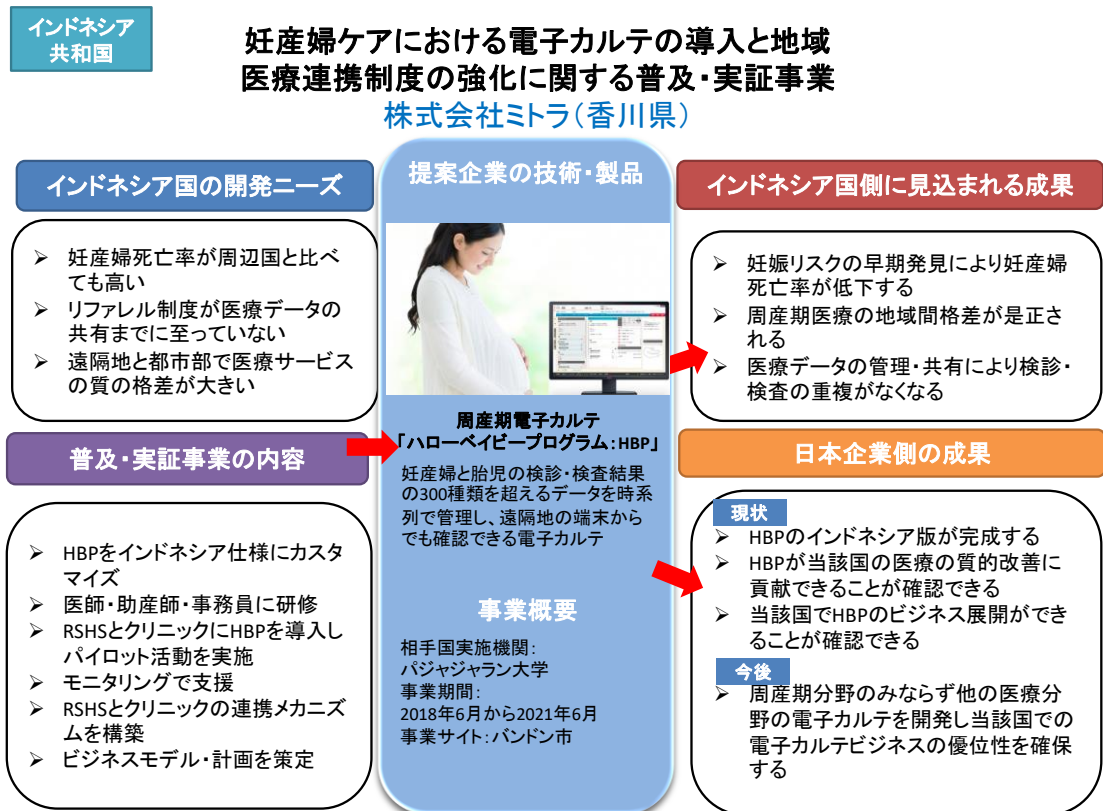 インドネシア
共和国
妊産婦ケアにおける電子カルテの導入と地域
医療連携制度の強化に関する普及・実証事業
株式会社ミトラ(香川県)
インドネシア国の開発ニーズ
➢ 妊産婦死亡率が周辺国と比べ
ても高い
➢ リファレル制度が医療データの
共有までに至っていない
➢ 遠隔地と都市部で医療サービス
の質の格差が大きい
普及・実証事業の内容
➢ HBPをインドネシア仕様にカスタ
マイズ
➢ 医師・助産師・事務員に研修
➢ RSHSとクリニックにHBPを導入し
パイロット活動を実施
➢ モニタリングで支援
➢ RSHSとクリニックの連携メカニズ
ムを構築
➢ ビジネスモデル・計画を策定
提案企業の技術・製品
周産期電子カルテ
「ハローベイビープログラム:HBP」
妊産婦と胎児の検診・検査結果
の300種類を超えるデータを時系
列で管理し、遠隔地の端末から
でも確認できる電子カルテ
事業概要
相手国実施機関:
パジャジャラン大学
事業期間:
2018年6月から2021年6月
事業サイト:バンドン市
インドネシア国側に見込まれる成果
➢ 妊娠リスクの早期発見により妊産婦
死亡率が低下する
➢ 周産期医療の地域間格差が是正さ
れる
➢ 医療データの管理・共有により検診・
検査の重複がなくなる
日本企業側の成果
現状
➢ HBPのインドネシア版が完成する
➢ HBPが当該国の医療の質的改善に
貢献できることが確認できる
➢ 当該国でHBPのビジネス展開ができ
ることが確認できる
今後
➢ 周産期分野のみならず他の医療分
野の電子カルテを開発し当該国での
電子カルテビジネスの優位性を確保
する